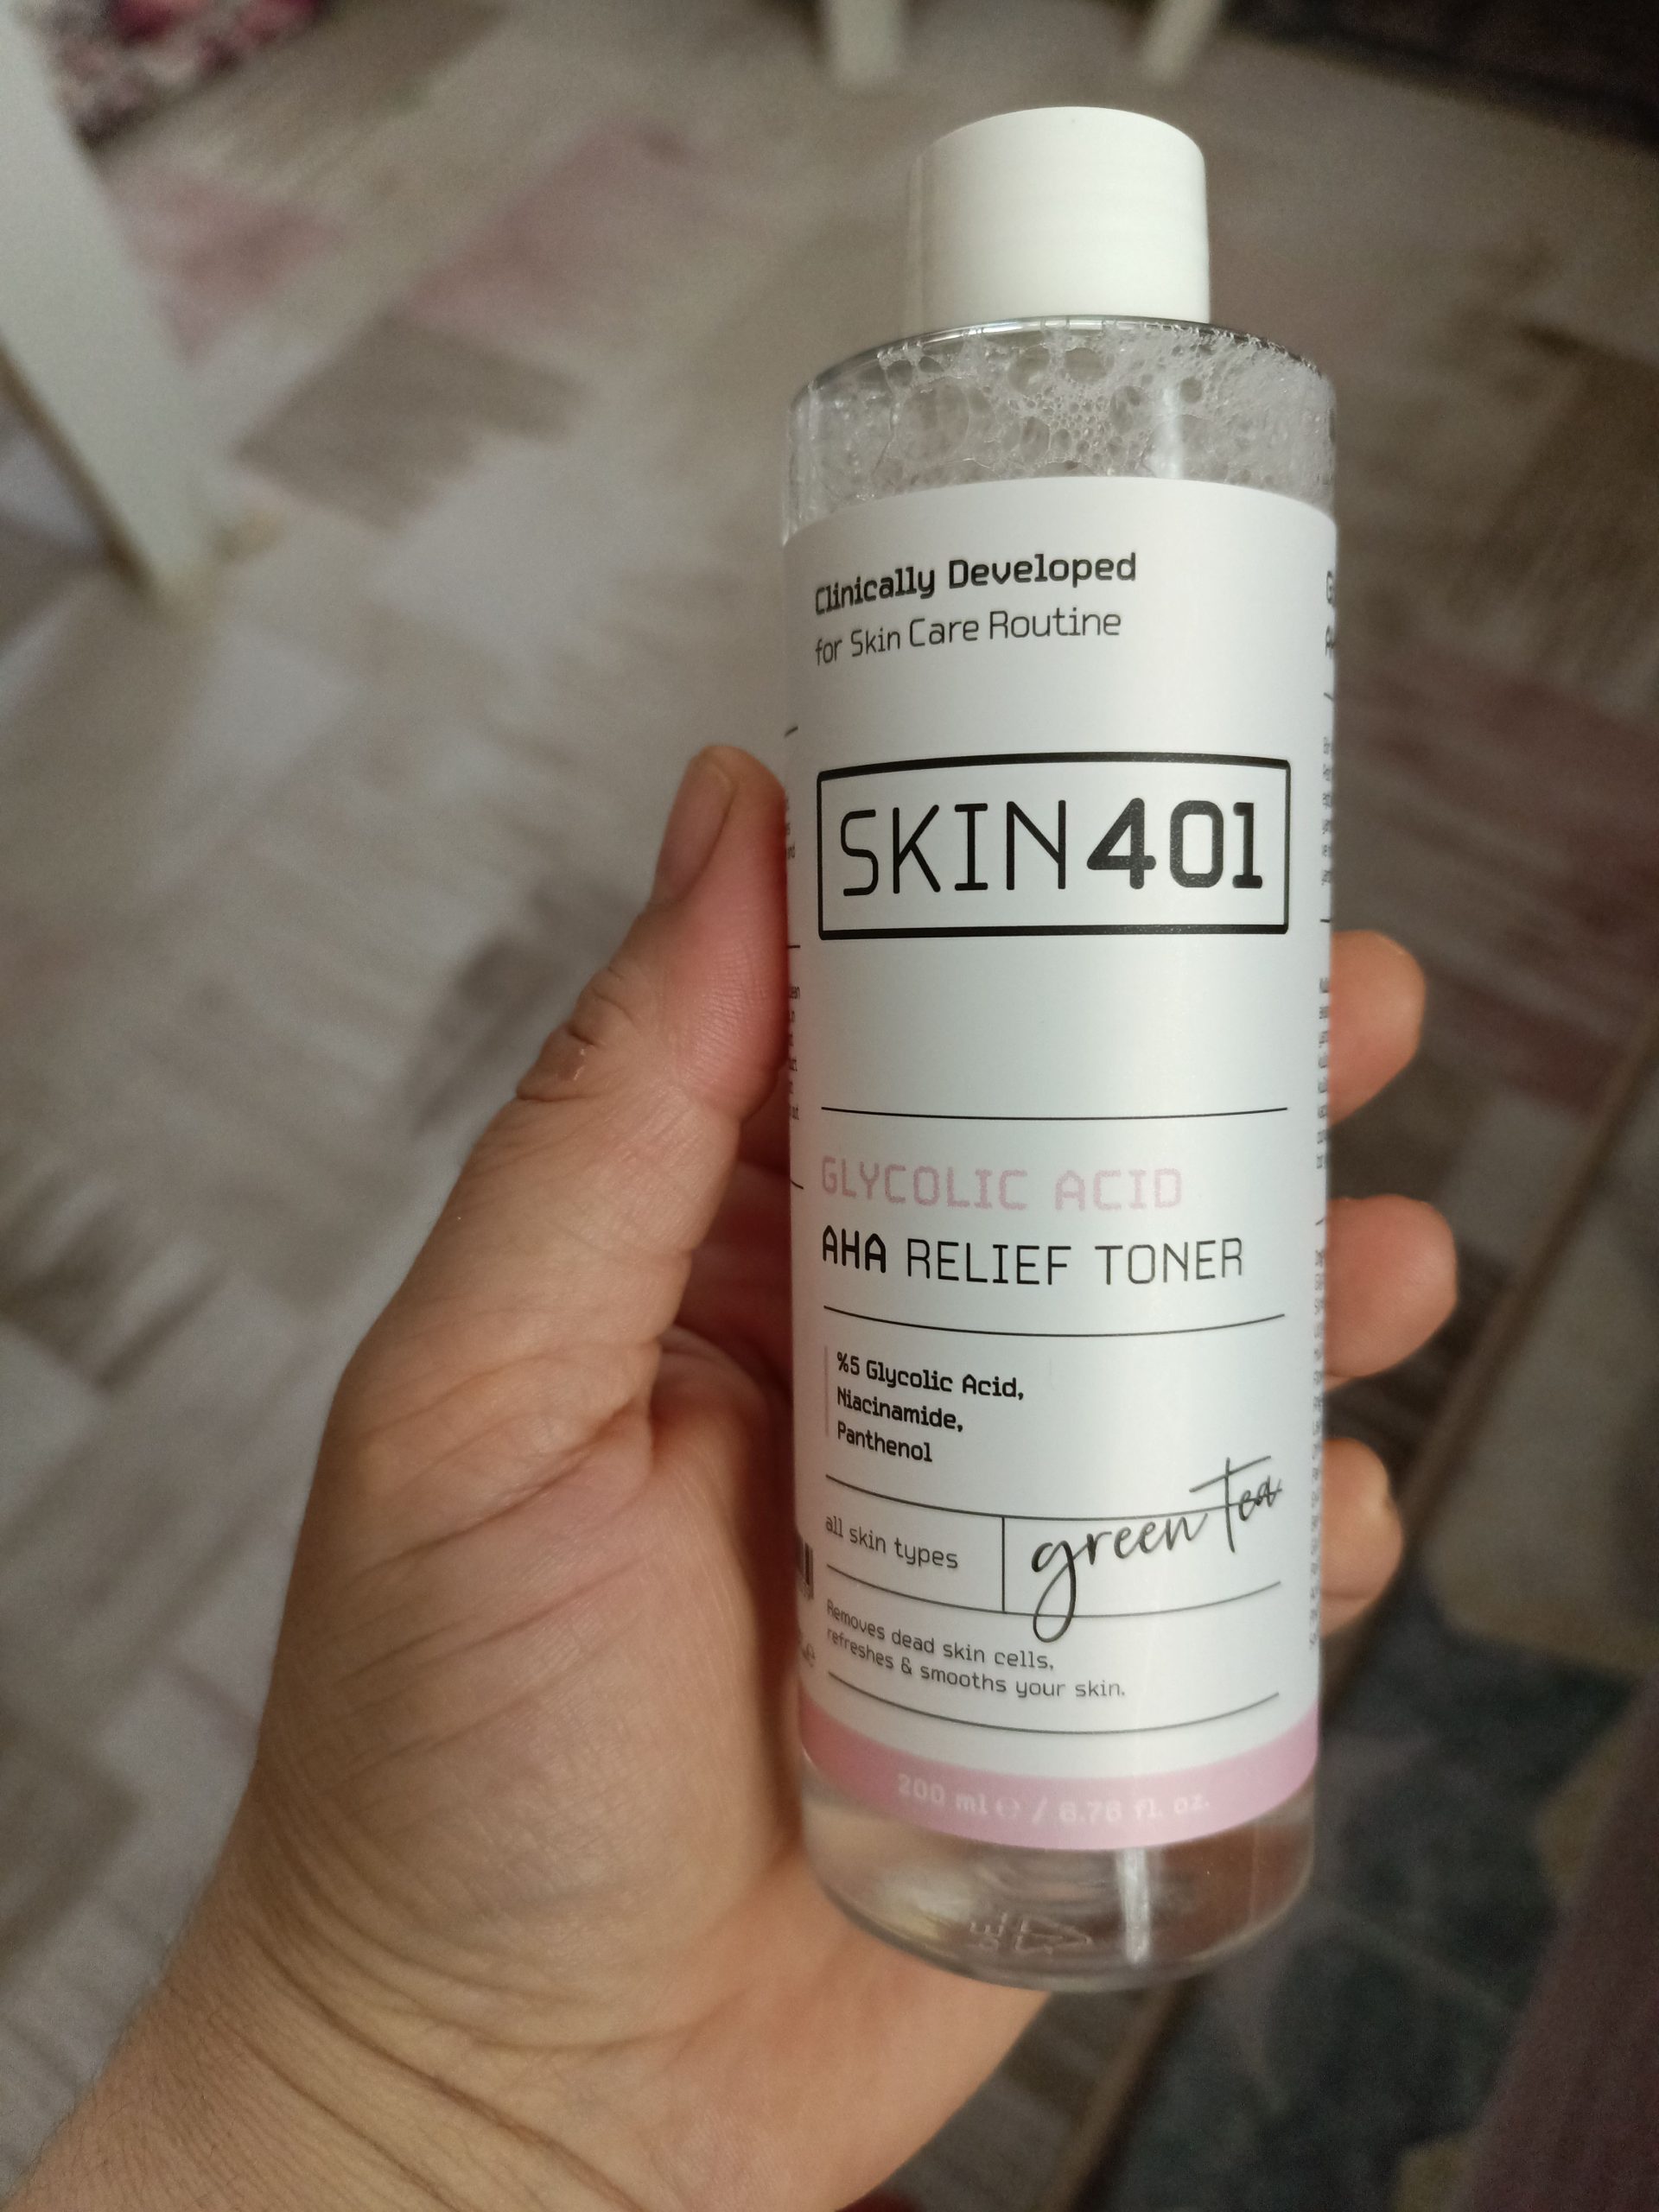 Clinically Developed
for Skin Care Routine
SKIN401
GLYCOLIC ACID
AHA RELIEF TONER
%5 Glycolic Acid,
Niacinamide,
Panthenol
all skin types
green Tea
Removes dead skin cells,
refreshes & smooths your skin.
200 ml ℮ / 6.76 fl. oz.